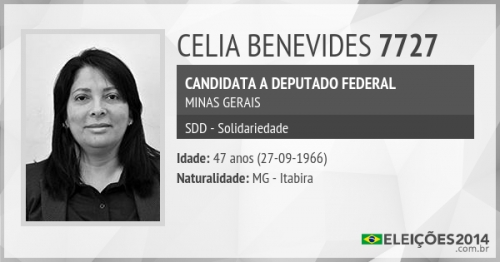 CELIA BENEVIDES 7727
CANDIDATA A DEPUTADO FEDERAL
MINAS GERAIS
SDD - Solidariedade
Idade: 47 anos (27-09-1966)
Naturalidade: MG - Itabira
ELEIÇÕES2014
.com.br